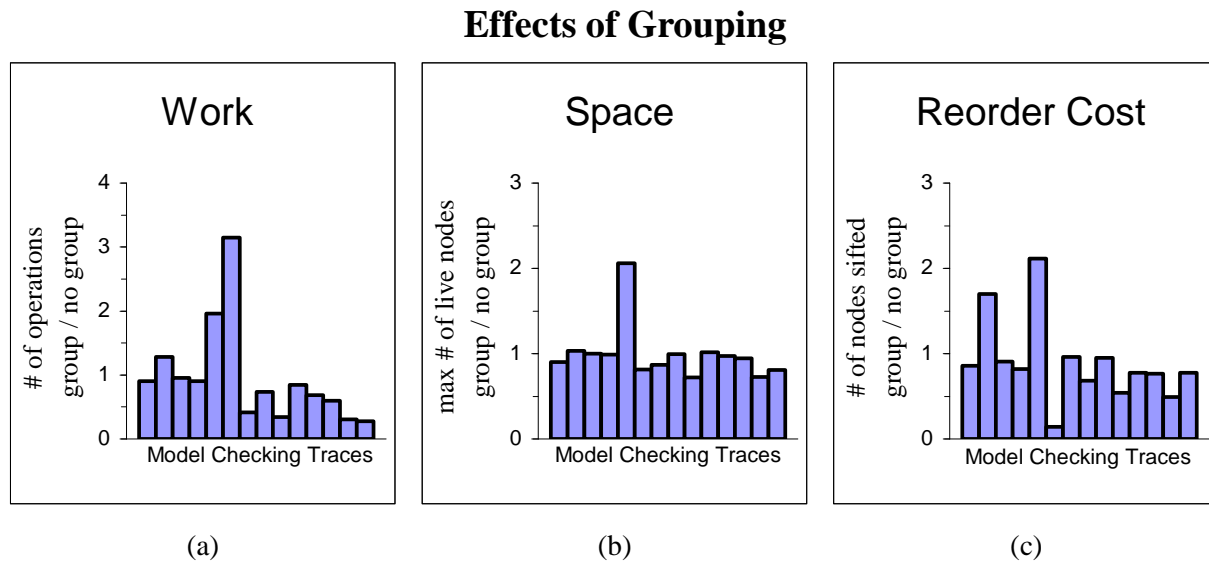 Effects of Grouping
Work
# of operations
group / no group
4
3
2
1
0
Model Checking Traces
(a)
Space
max # of live nodes
group / no group
3
2
1
0
Model Checking Traces
(b)
Reorder Cost
# of nodes sifted
group / no group
3
2
1
0
Model Checking Traces
(c)